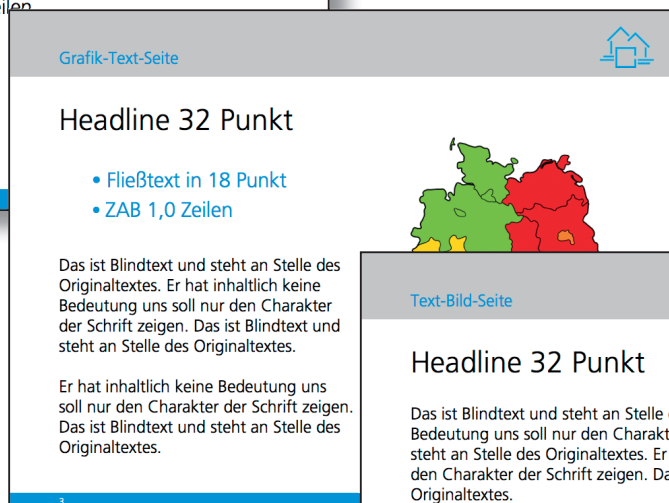 Grafik-Text-Seite
Headline 32 Punkt
• Fließtext in 18 Punkt
• ZAB 1,0 Zeilen
Das ist Blindtext und steht an Stelle des
Originaltextes. Er hat inhaltlich keine
Bedeutung uns soll nur den Charakter
der Schrift zeigen. Das ist Blindtext und
steht an Stelle des Originaltextes.
Er hat inhaltlich keine Bedeutung uns
soll nur den Charakter der Schrift zeigen.
Das ist Blindtext und steht an Stelle des
Originaltextes.
3
Text-Bild-Seite
Headline 32 Punkt
Das ist Blindtext und steht an Stelle
Bedeutung uns soll nur den Charakt
steht an Stelle des Originaltextes. Er
den Charakter der Schrift zeigen. Da
Originaltextes.